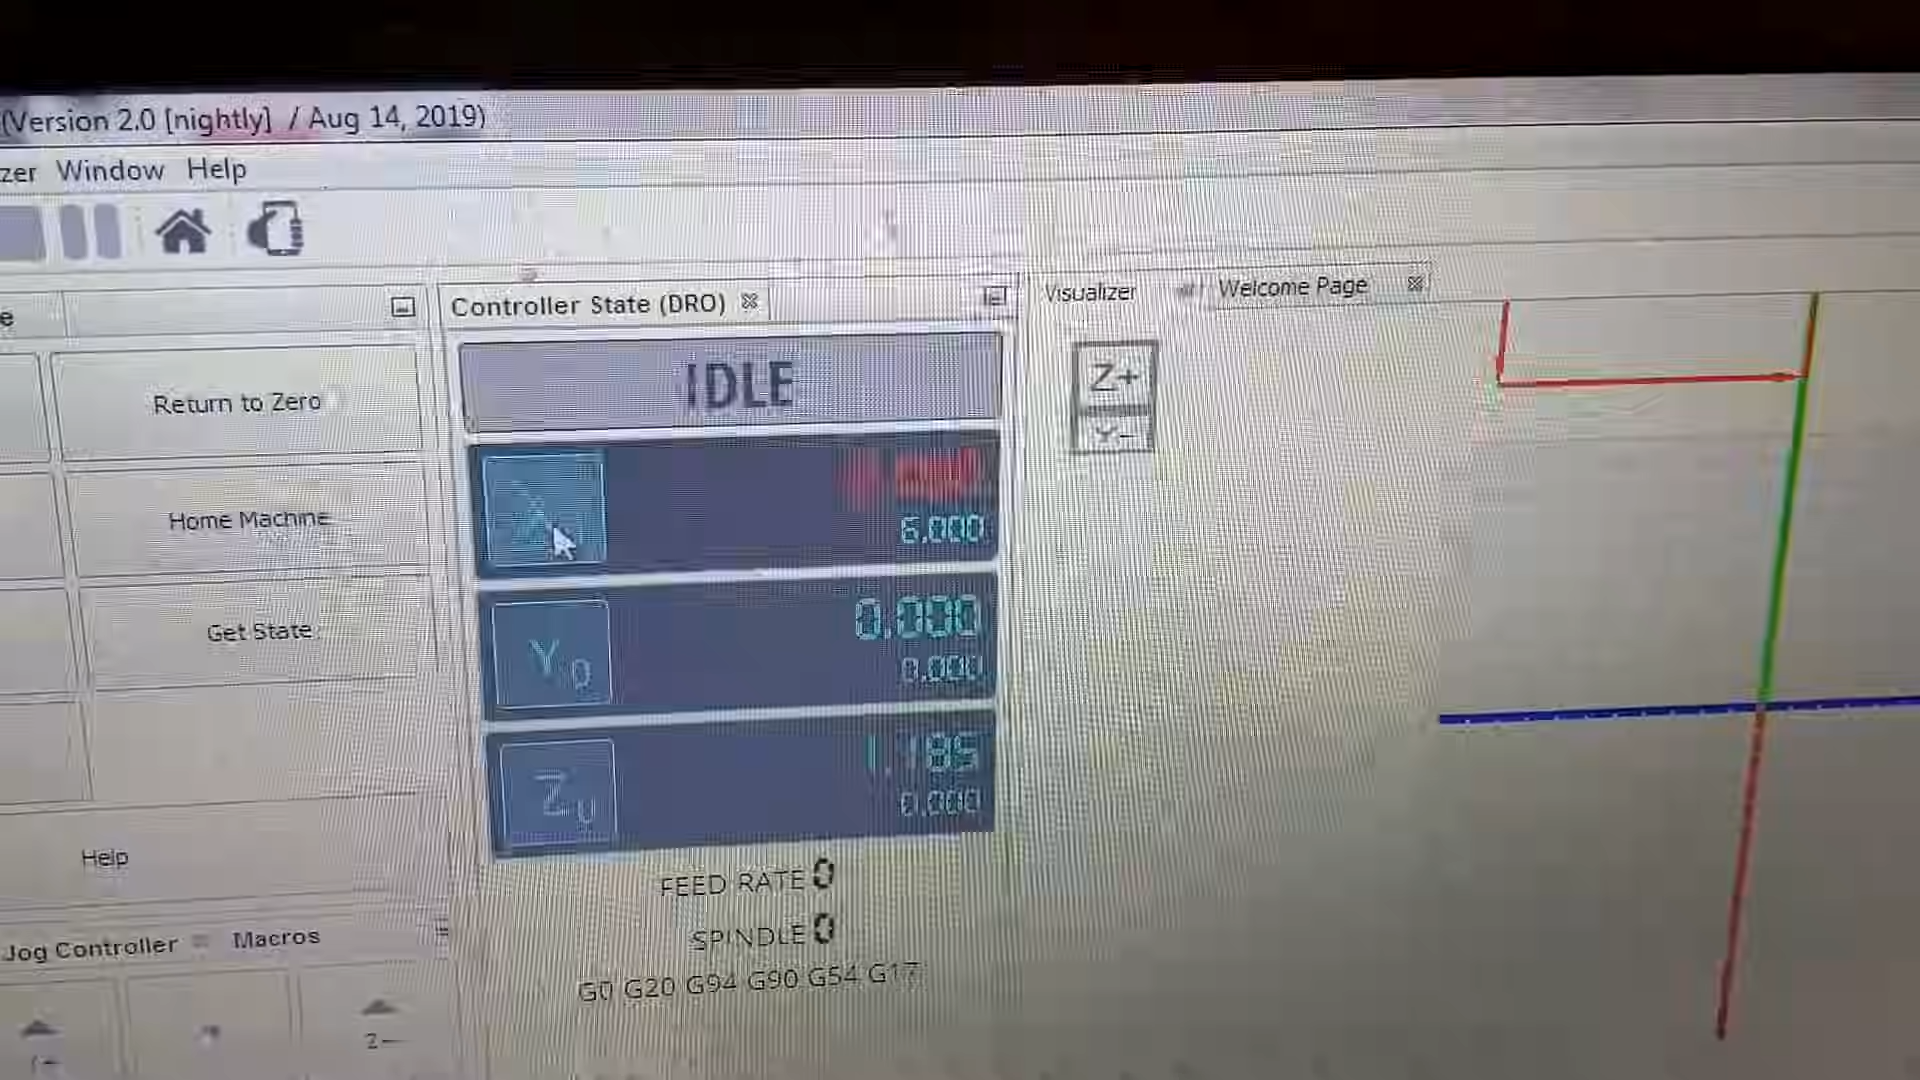 (Version 2.0 [nightly] / Aug 14, 2019)
zer Window Help
Controller State (DRO)
Visualizer
Welcome Page
IDLE
Z+
Y-
Return to Zero
6.000
Home Machine
Y0
0.000
0.000
Get State
Z0
1.185
0.000
Help
FEED RATE 0
SPINDLE 0
G0 G20 G94 G90 G54 G17
Jog Controller
Macros